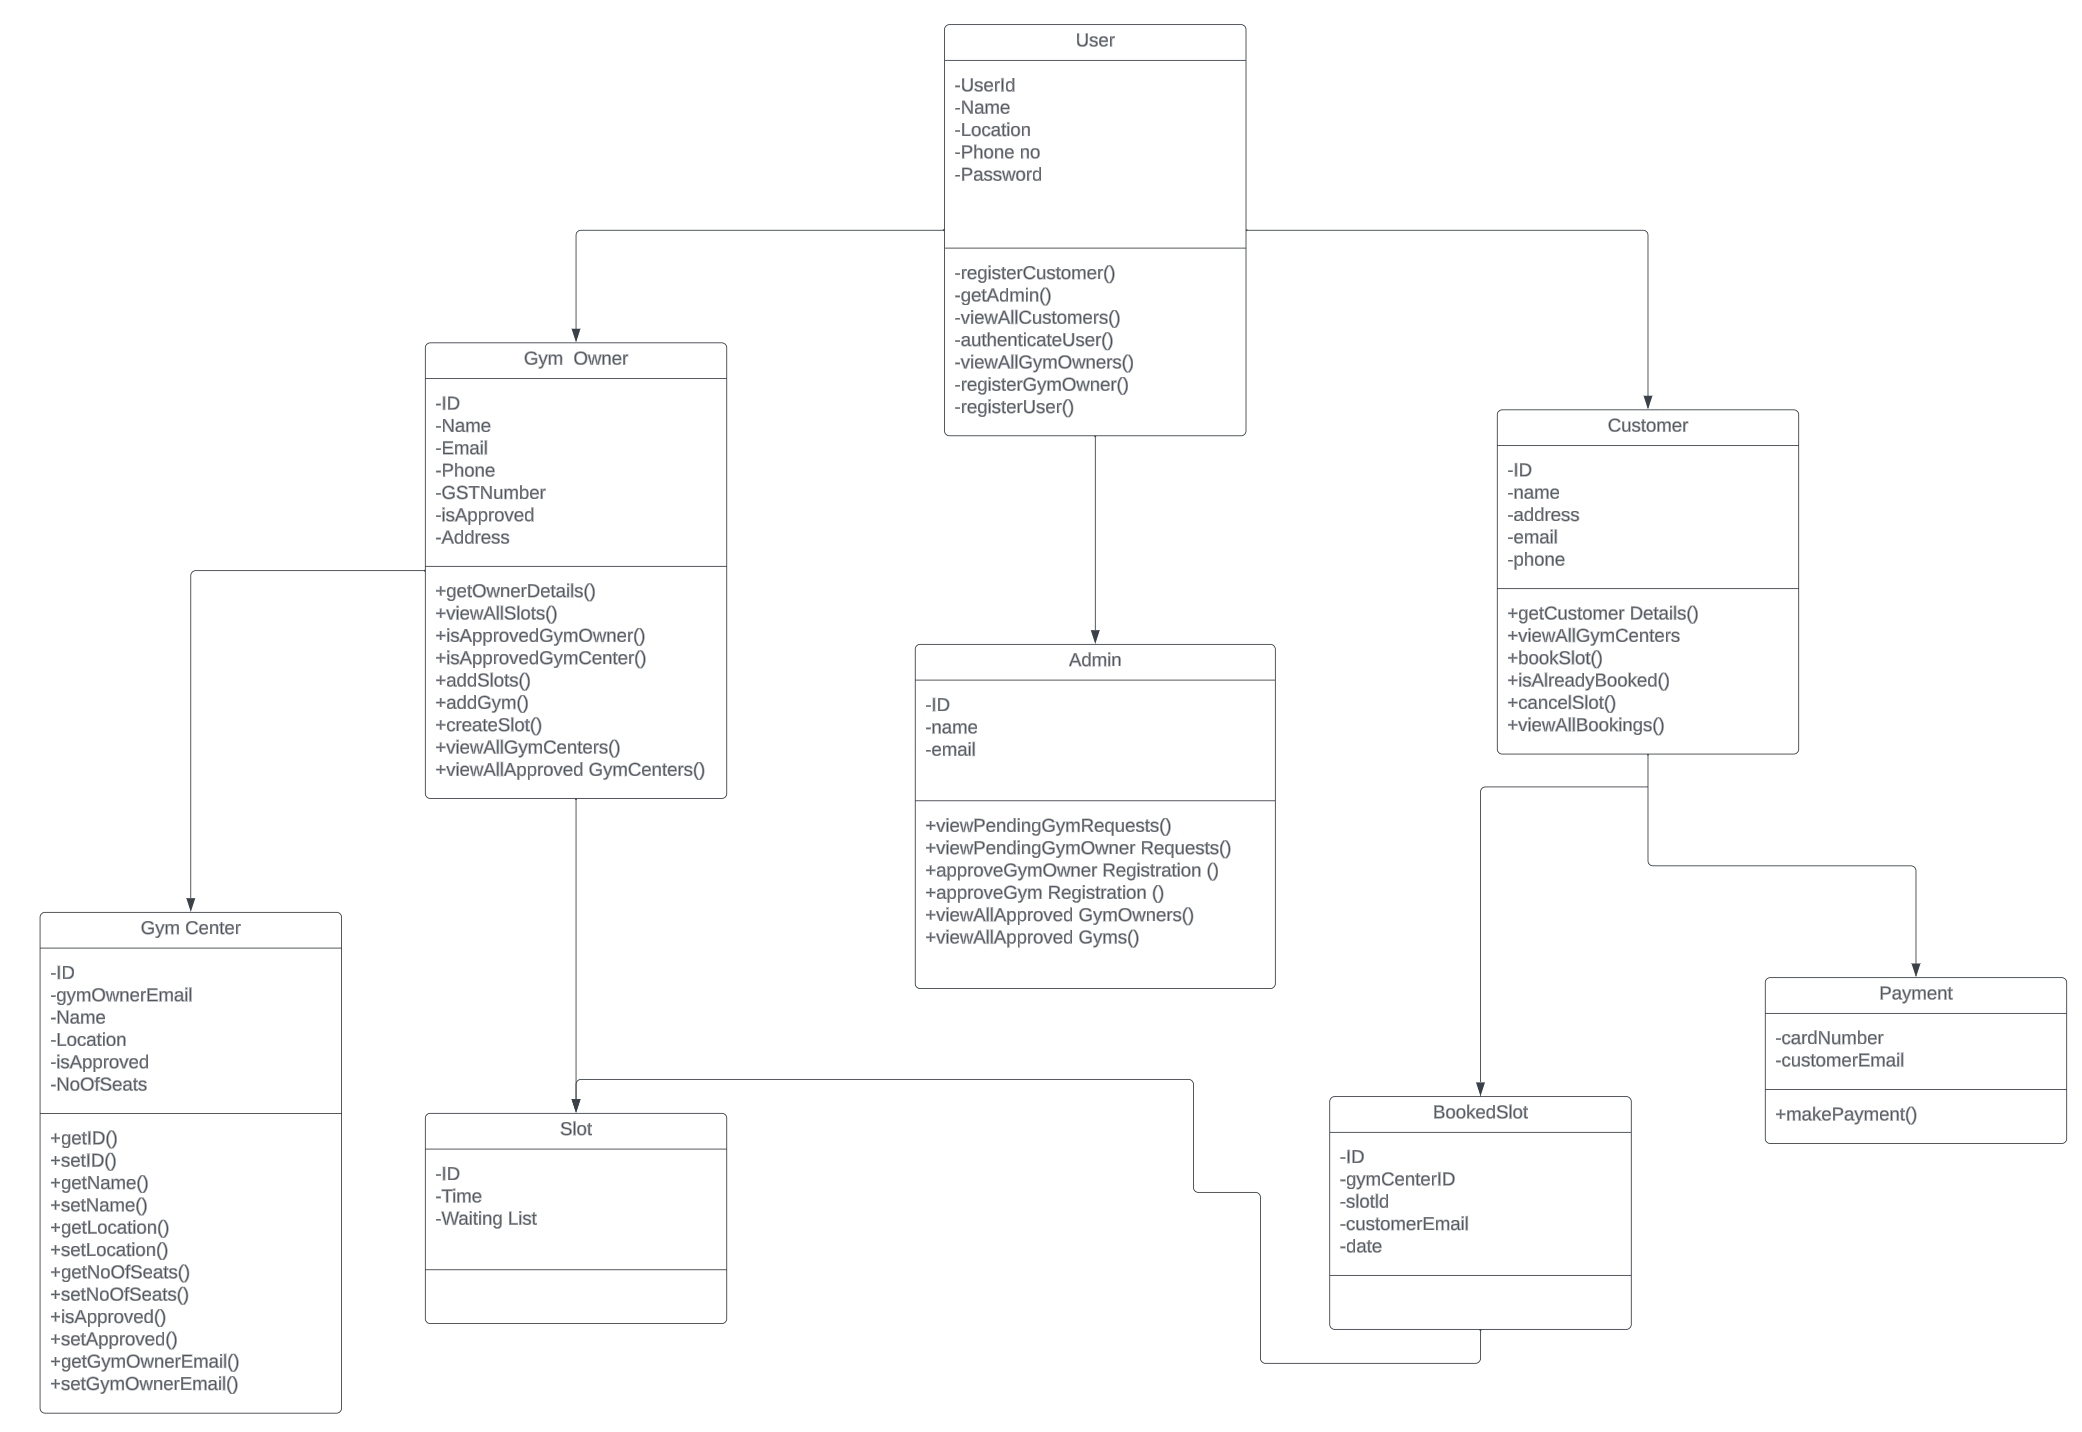 User
-UserId
-Name
-Location
-Phone no
-Password
-registerCustomer()
-getAdmin()
-viewAllCustomers()
-authenticateUser()
-viewAllGymOwners()
-registerGymOwner()
-registerUser()
Gym  Owner
-ID
-Name
-Email
-Phone
-GSTNumber
-isApproved
-Address
+getOwnerDetails()
+viewAllSlots()
+isApprovedGymOwner()
+isApprovedGymCenter()
+addSlots()
+addGym()
+createSlot()
+viewAllGymCenters()
+viewAllApproved GymCenters()
Customer
-ID
-name
-address
-email
-phone
+getCustomer Details()
+viewAllGymCenters
+bookSlot()
+isAlreadyBooked()
+cancelSlot()
+viewAllBookings()
Admin
-ID
-name
-email
+viewPendingGymRequests()
+viewPendingGymOwner Requests()
+approveGymOwner Registration ()
+approveGym Registration ()
+viewAllApproved GymOwners()
+viewAllApproved Gyms()
Gym Center
-ID
-gymOwnerEmail
-Name
-Location
-isApproved
-NoOfSeats
+getID()
+setID()
+getName()
+setName()
+getLocation()
+setLocation()
+getNoOfSeats()
+setNoOfSeats()
+isApproved()
+setApproved()
+getGymOwnerEmail()
+setGymOwnerEmail()
Slot
-ID
-Time
-Waiting List
BookedSlot
-ID
-gymCenterID
-slotId
-customerEmail
-date
Payment
-cardNumber
-customerEmail
+makePayment()